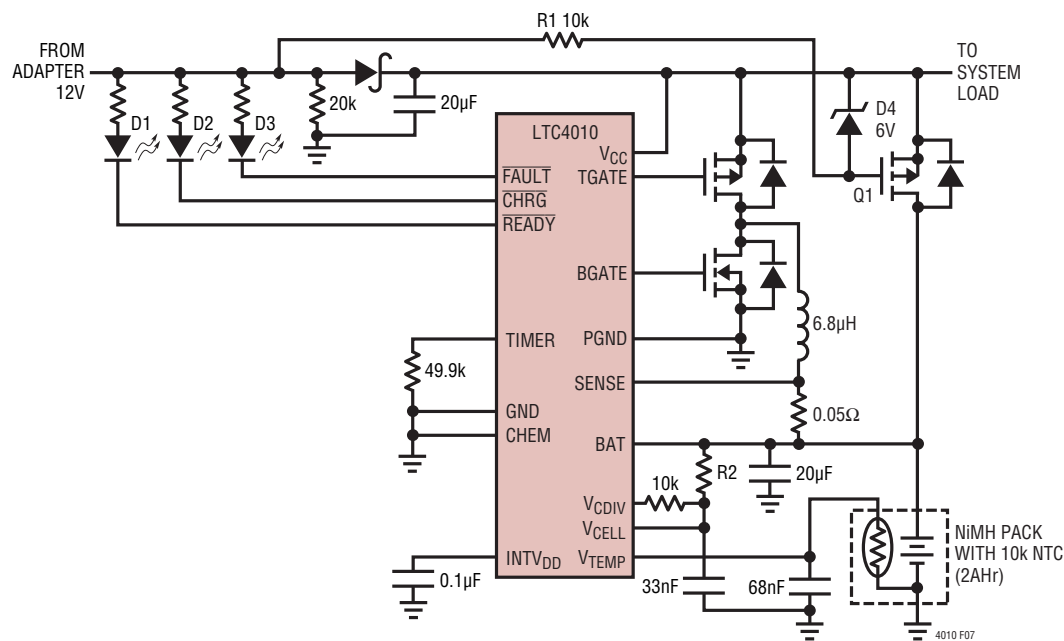 R1 10k
FROM
ADAPTER
12V
TO
SYSTEM
LOAD
D1
D2
D3
20k
20µF
D4
6V
LTC4010
VCC
FAULT
TGATE
CHRG
READY
Q1
BGATE
6.8µH
TIMER
PGND
49.9k
SENSE
0.05Ω
GND
CHEM
BAT
R2
20µF
10k
VCDIV
VCELL
NiMH PACK
WITH 10k NTC
(2AHr)
INTVDD
VTEMP
0.1µF
33nF
68nF
4010 F07